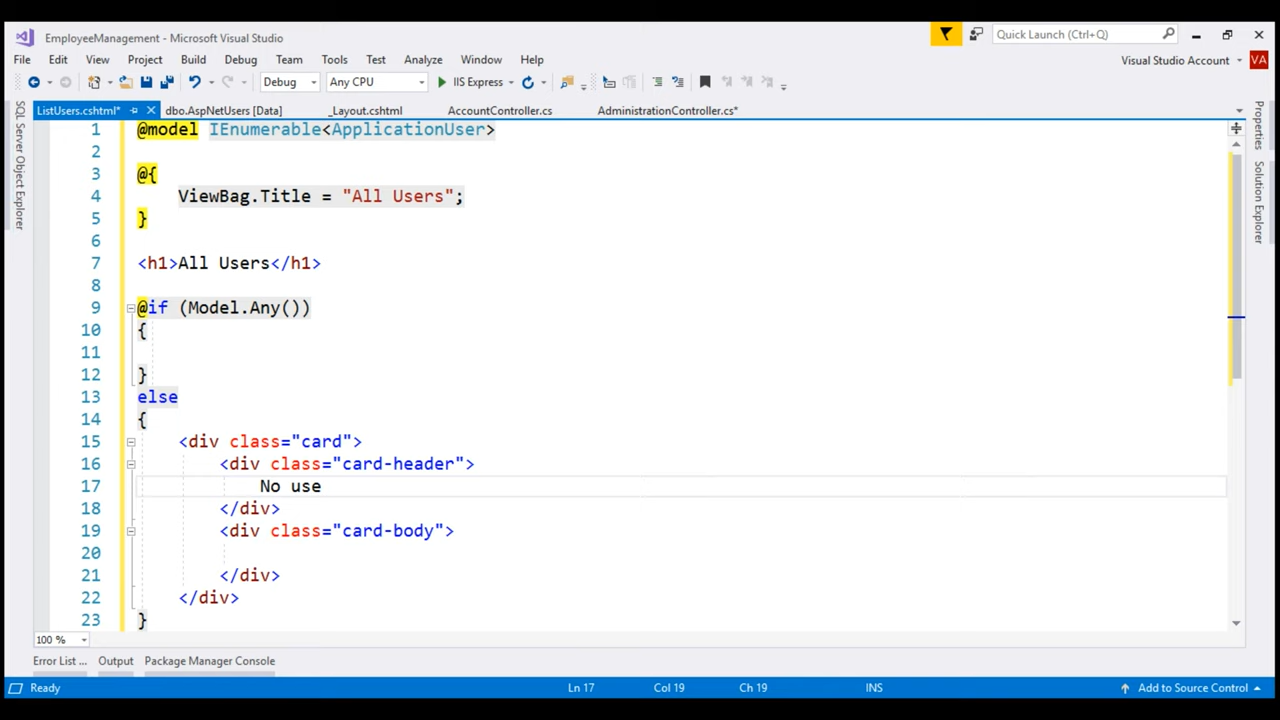 EmployeeManagement - Microsoft Visual Studio
Quick Launch (Ctrl+Q)
File Edit View Project Build Debug Team Tools Test Analyze Window Help
Visual Studio Account VA
Debug Any CPU IIS Express
ListUsers.cshtml* dbo.AspNetUsers [Data] _Layout.cshtml AccountController.cs AdministrationController.cs*
SQL Server Object Explorer
Properties
Solution Explorer
1 @model IEnumerable<ApplicationUser>
2
3 @{
4 ViewBag.Title = "All Users";
5 }
6
7 <h1>All Users</h1>
8
9 @if (Model.Any())
10 {
11
12 }
13 else
14 {
15 <div class="card">
16 <div class="card-header">
17 No use
18 </div>
19 <div class="card-body">
20
21 </div>
22 </div>
23 }
100 %
Error List ... Output Package Manager Console
Ready Ln 17 Col 19 Ch 19 INS Add to Source Control